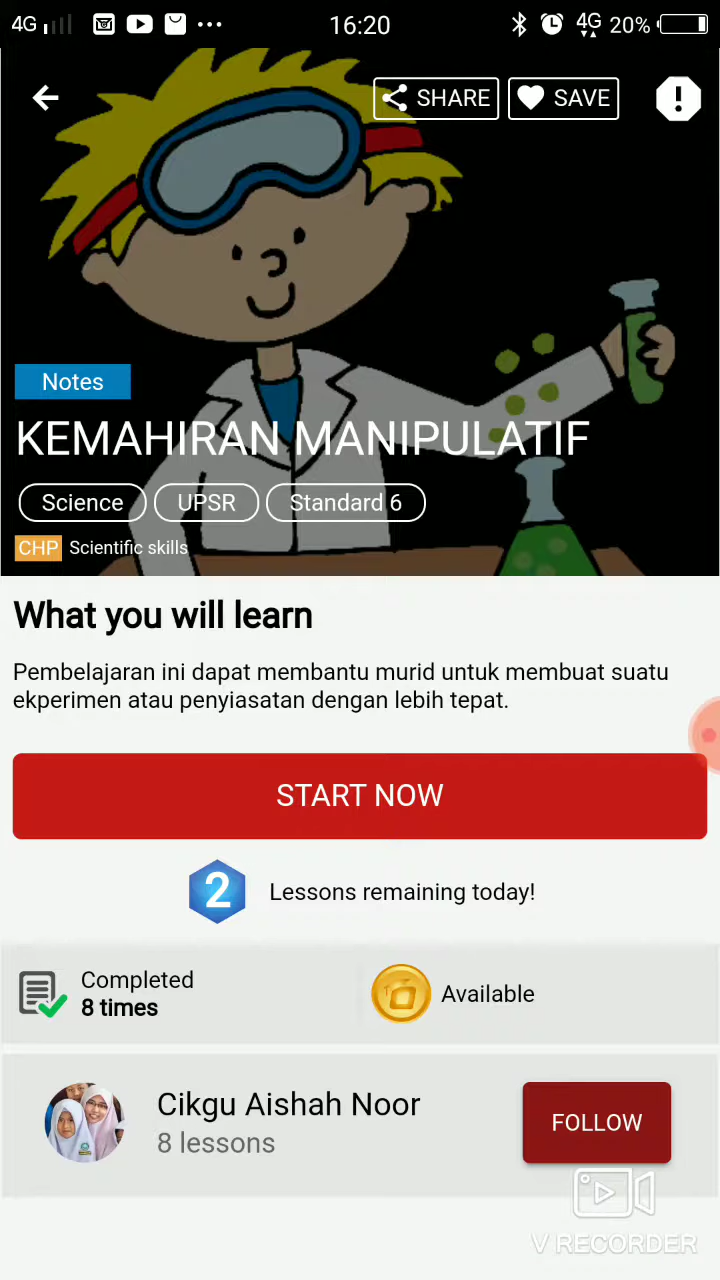 4G 16:20 4G 20%
SHARE SAVE
Notes
KEMAHIRAN MANIPULATIF
Science UPSR Standard 6
CHP Scientific skills
What you will learn
Pembelajaran ini dapat membantu murid untuk membuat suatu
ekperimen atau penyiasatan dengan lebih tepat.
START NOW
2 Lessons remaining today!
Completed
8 times
Available
Cikgu Aishah Noor
8 lessons
FOLLOW
V RECORDER